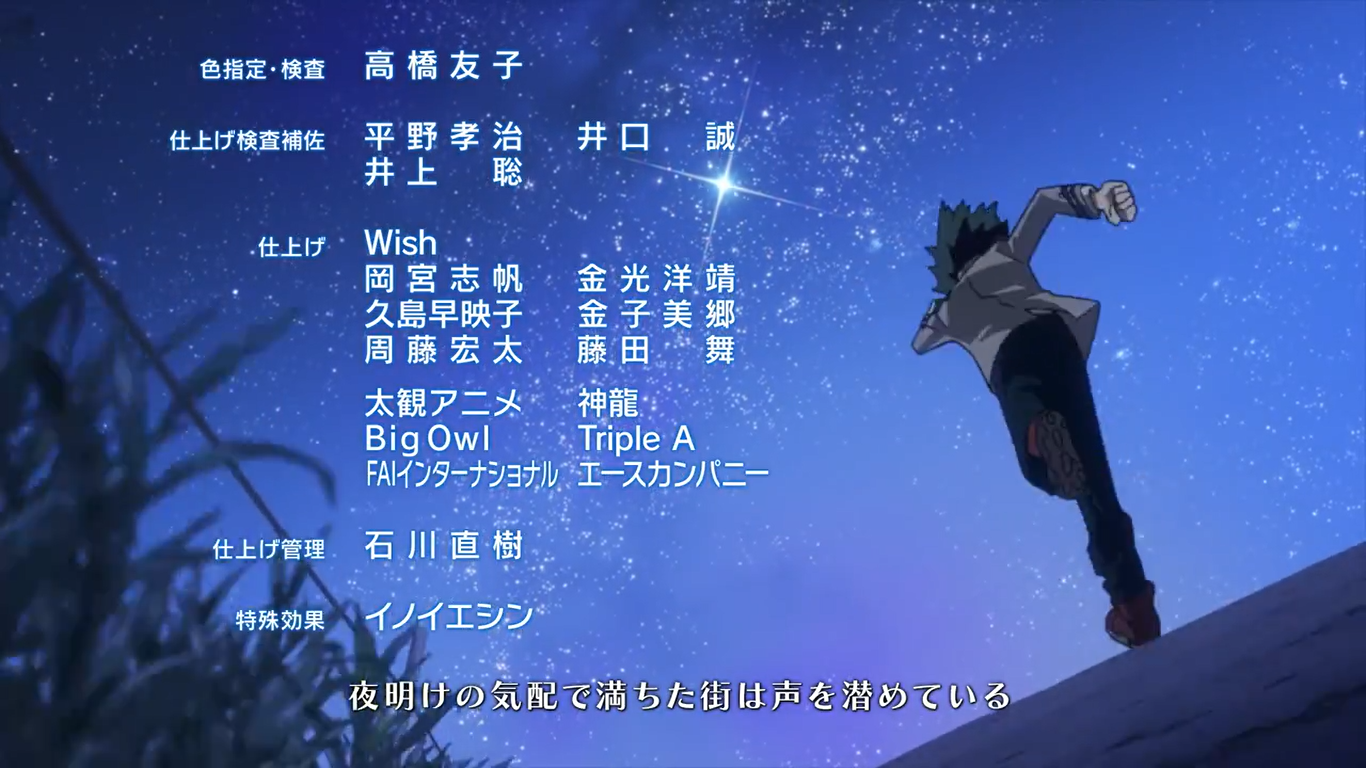 色指定・検査 高橋友子
仕上げ検査補佐 平野孝治 井口 誠
井上 聡
仕上げ Wish
岡宮志帆 金光洋靖
久島早映子 金子美郷
周藤宏太 藤田 舞
太観アニメ 神龍
Big Owl Triple A
FAIインターナショナル エースカンパニー
仕上げ管理 石川直樹
特殊効果 イノイエシン
夜明けの気配で満ちた街は声を潜めている